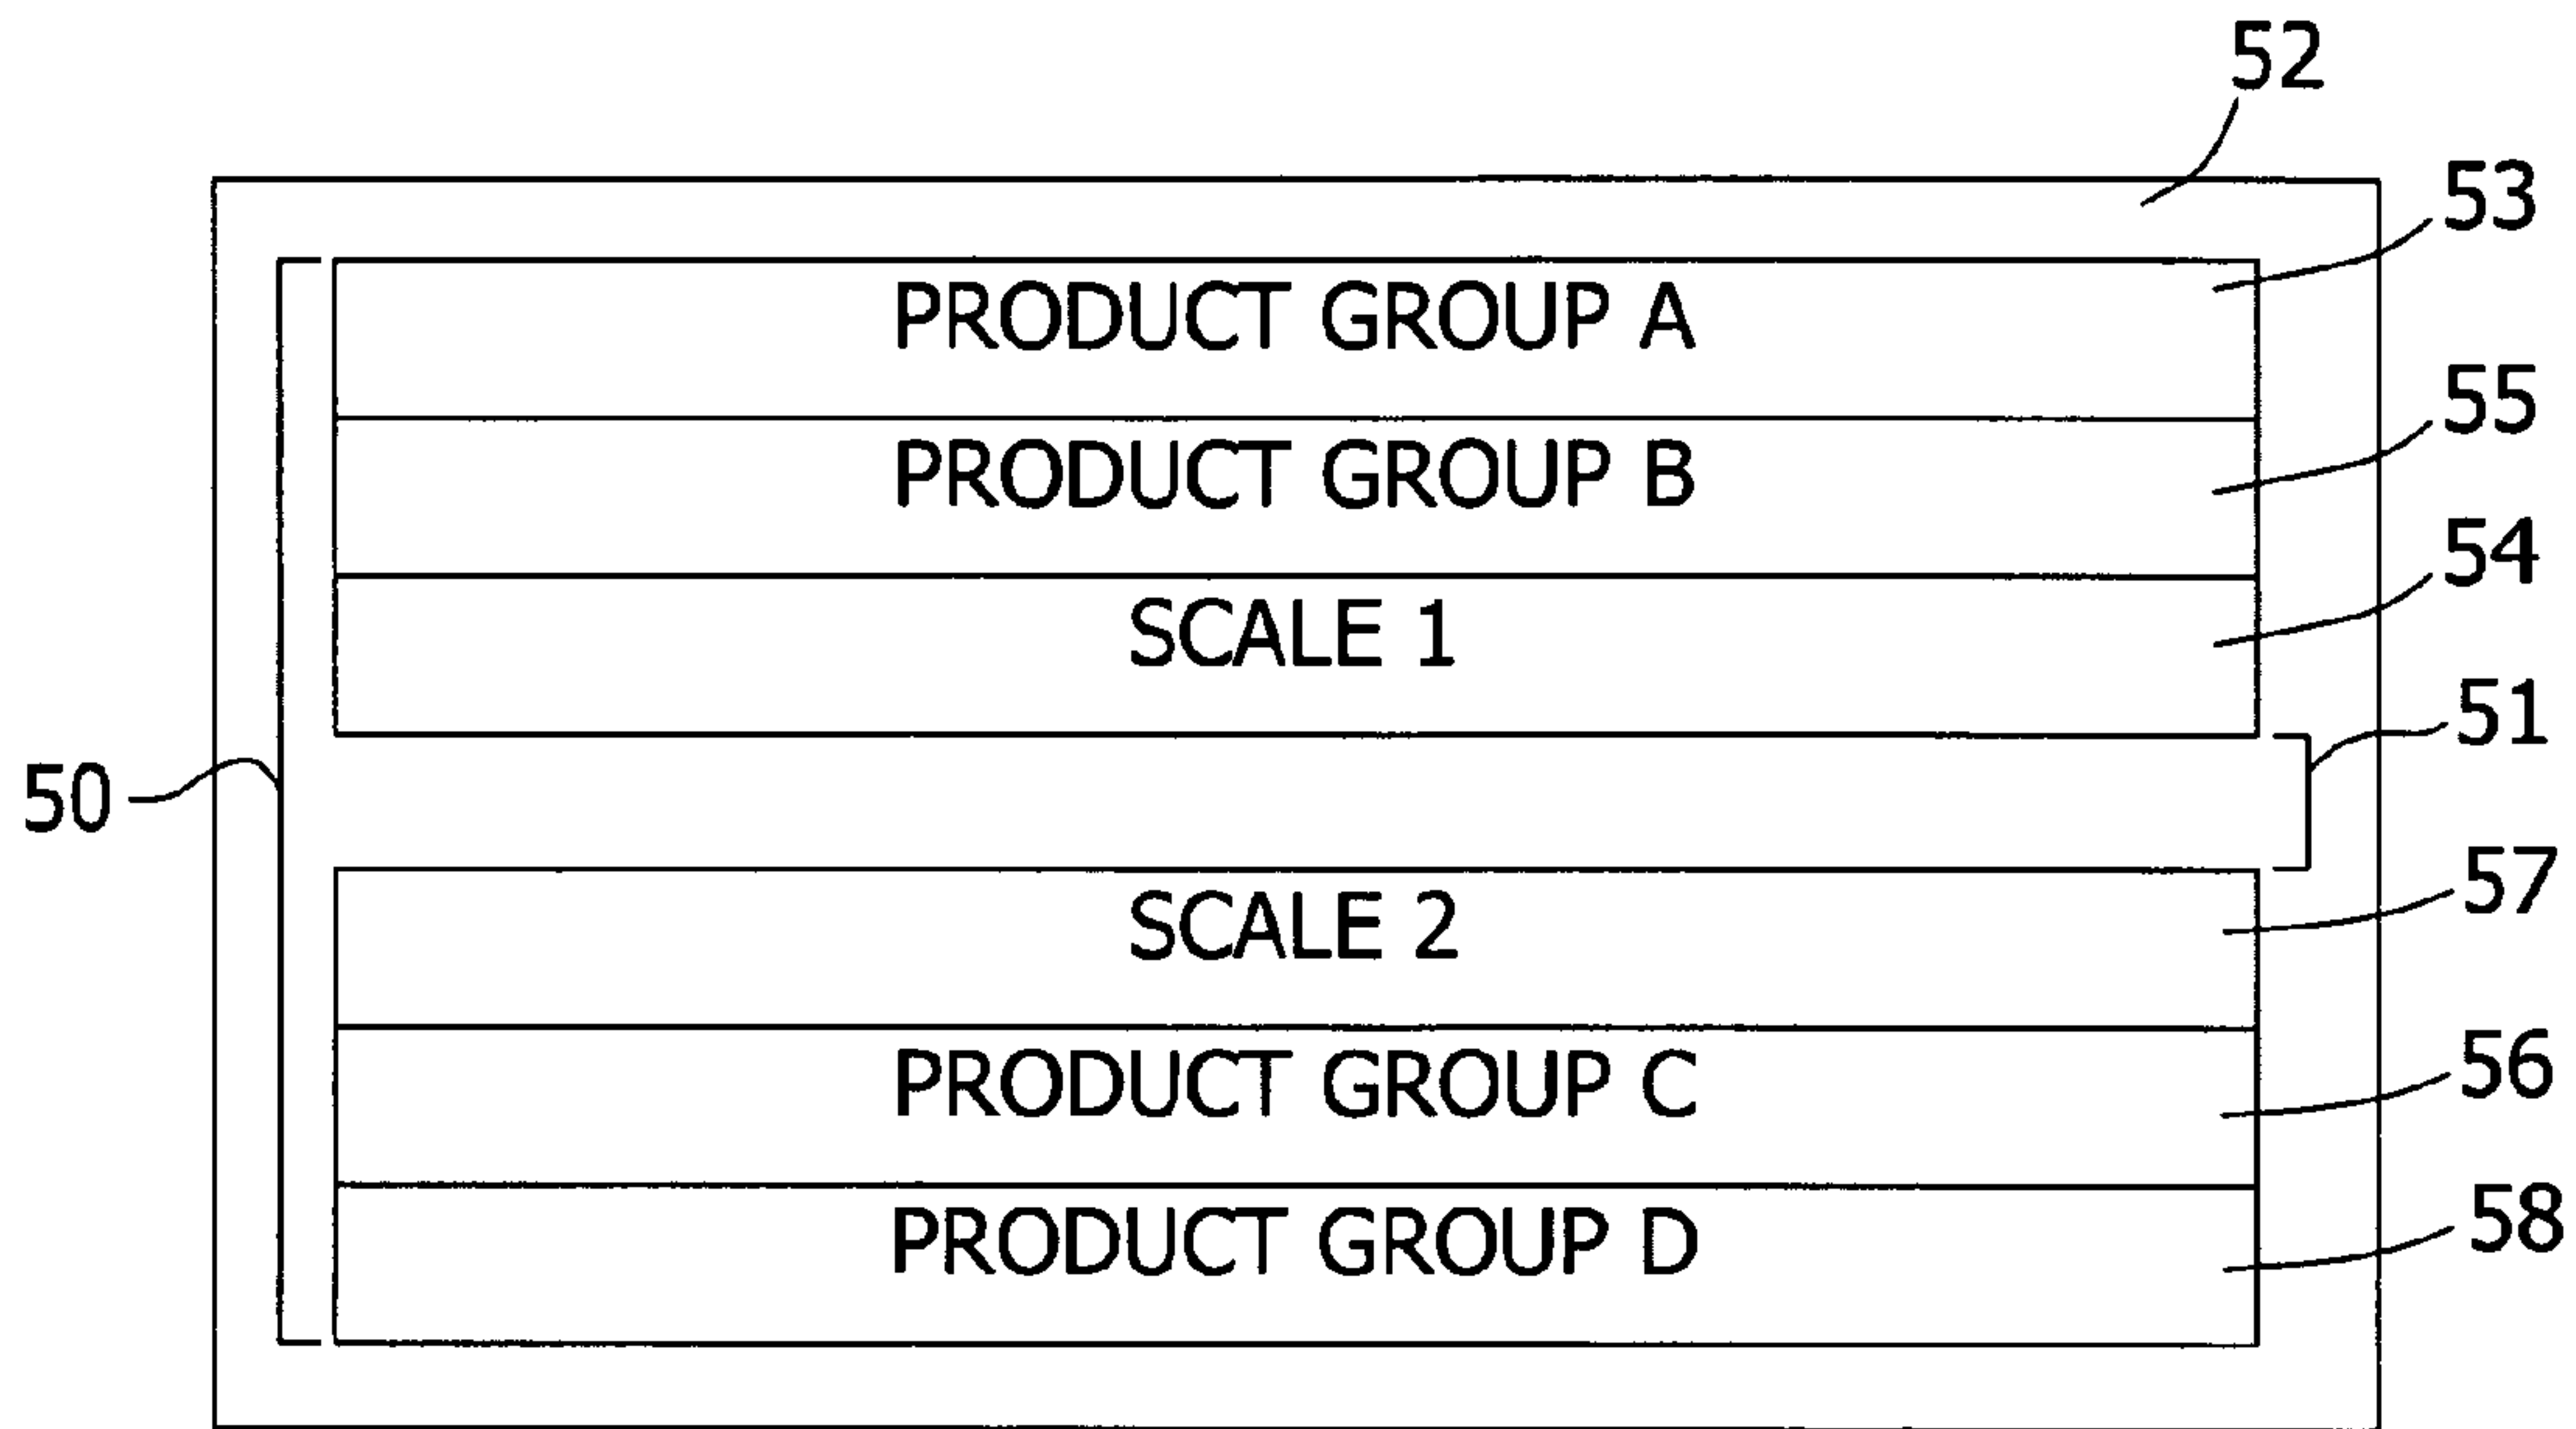 52
53
PRODUCT GROUP A
55
PRODUCT GROUP B
54
SCALE 1
51
50
57
SCALE 2
56
PRODUCT GROUP C
58
PRODUCT GROUP D